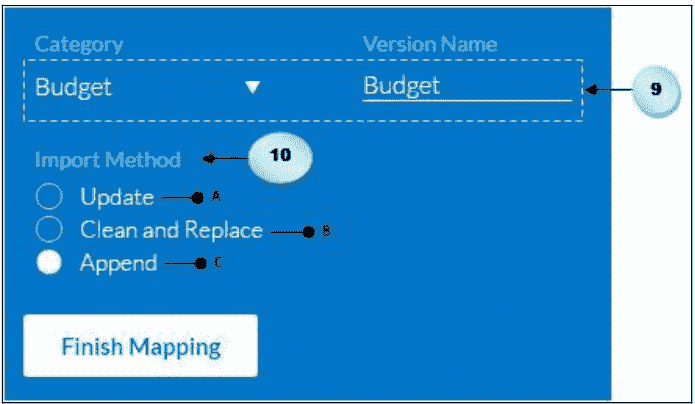 Category Version Name
Budget Budget 9
Import Method 10
Update A
Clean and Replace B
Append C
Finish Mapping